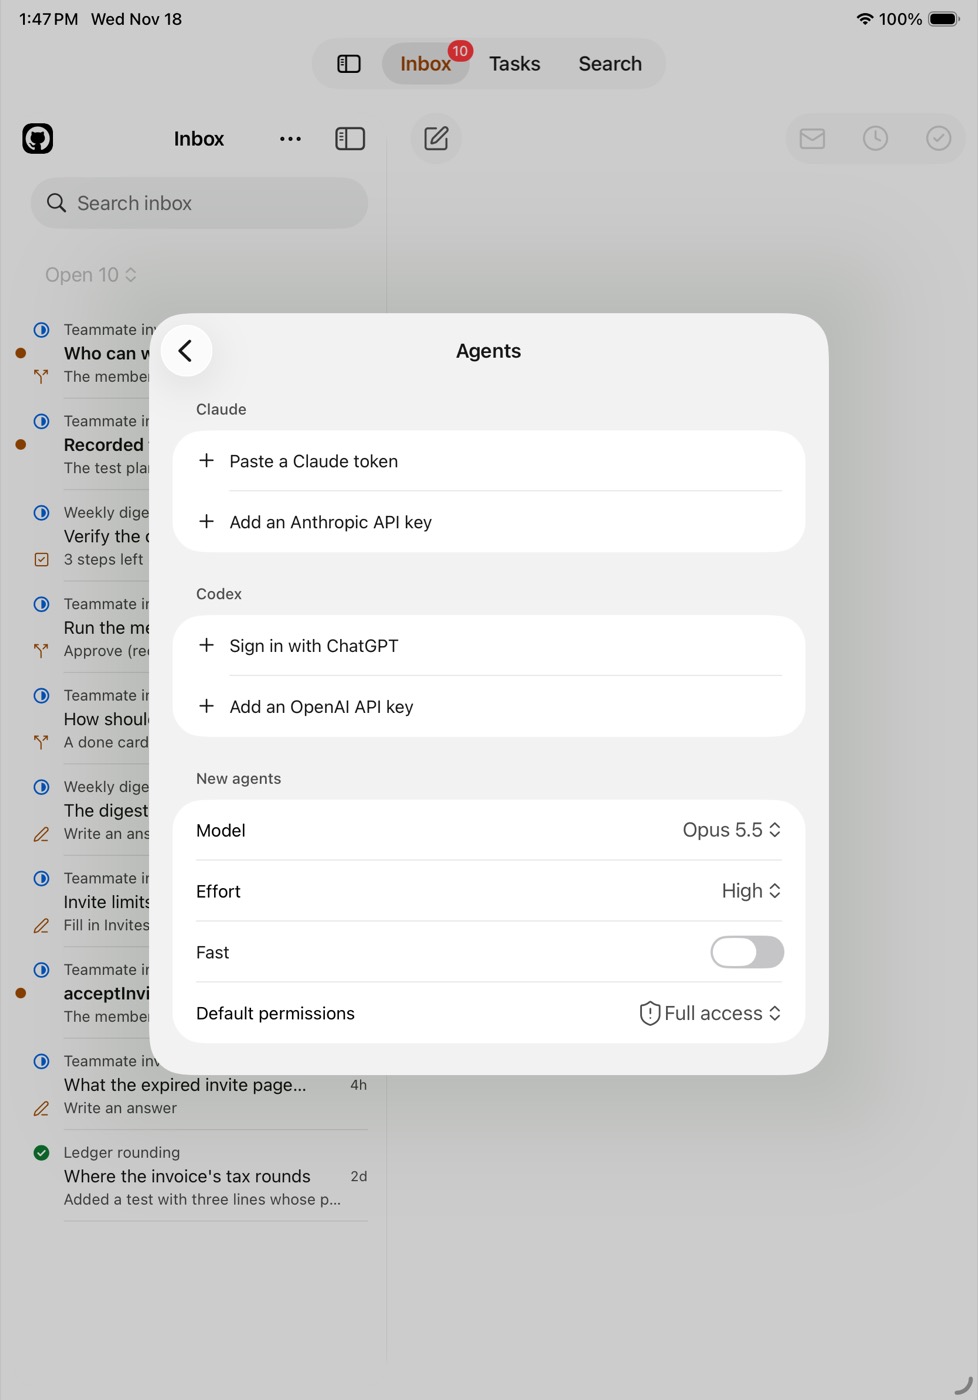 1:47 PM Wed Nov 18
100%
Inbox
10
Tasks
Search
Inbox
Search inbox
Open 10
Teammate in
Who can w
The member
Teammate in
Recorded
The test plan
Weekly dige
Verify the
3 steps left
Teammate in
Run the me
Approve (rec
Teammate in
How should
A done card
Weekly dige
The digest
Write an ans
Teammate in
Invite limits
Fill in Invites
Teammate in
acceptInvi
The member
Teammate inv
What the expired invite page...
4h
Write an answer
Ledger rounding
Where the invoice's tax rounds
2d
Added a test with three lines whose p...
Agents
Claude
Paste a Claude token
Add an Anthropic API key
Codex
Sign in with ChatGPT
Add an OpenAI API key
New agents
Model
Opus 5.5
Effort
High
Fast
Default permissions
Full access